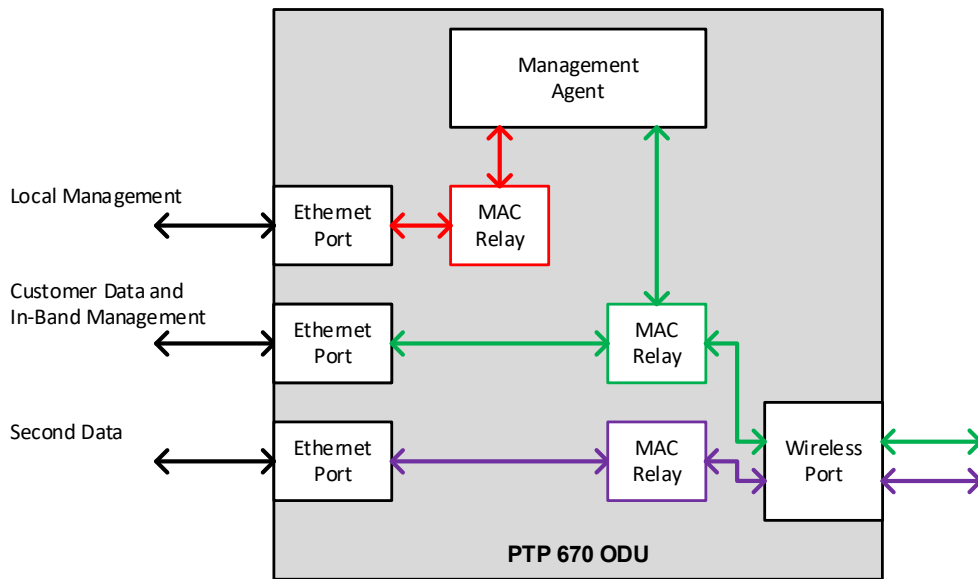 Management
Agent
Local Management
Ethernet
Port
MAC
Relay
Customer Data and
In-Band Management
Ethernet
Port
MAC
Relay
Second Data
Ethernet
Port
MAC
Relay
Wireless
Port
PTP 670 ODU